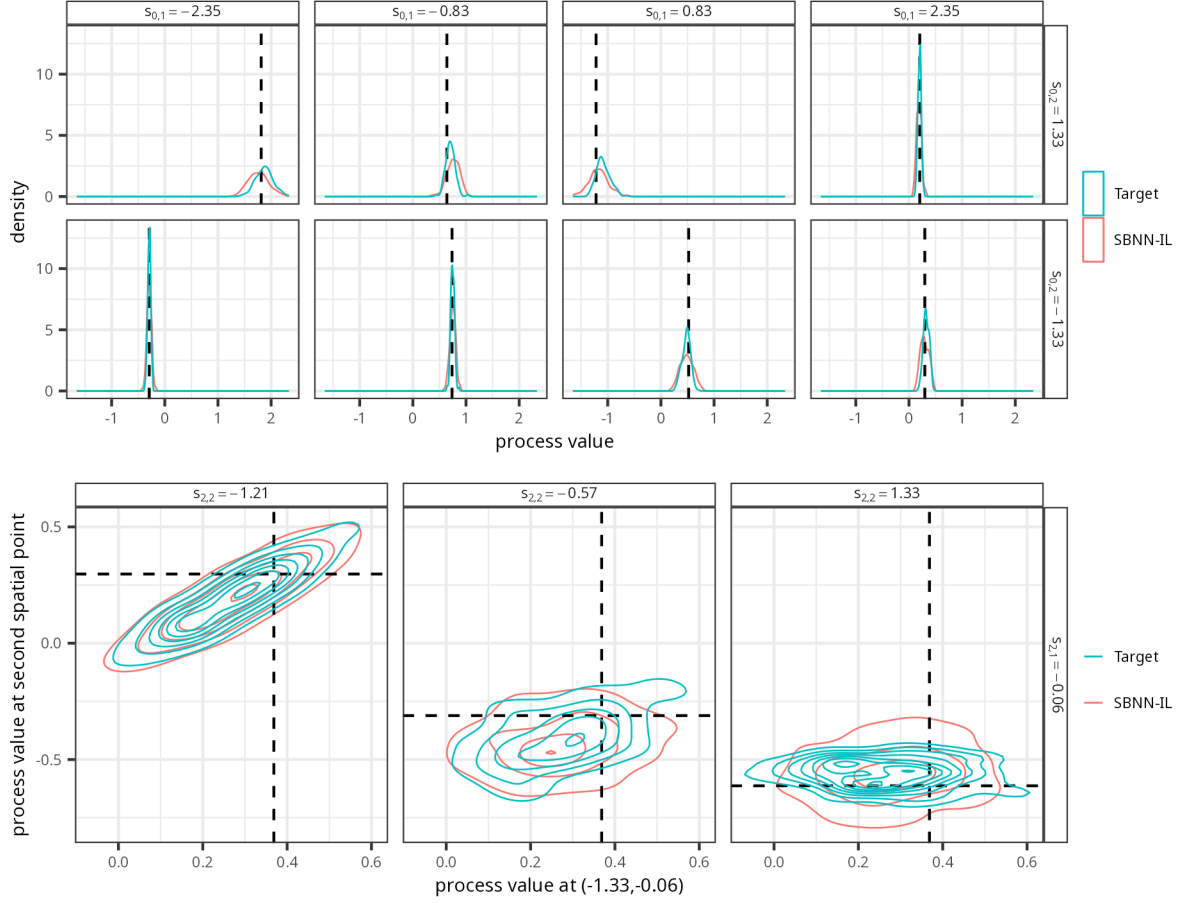 s0,1 = −2.35
s0,1 = −0.83
s0,1 = 0.83
s0,1 = 2.35
density
10
5
0
s0,2 = 1.33
10
5
0
s0,2 = −1.33
-1 0 1 2
-1 0 1 2
-1 0 1 2
-1 0 1 2
process value
Target
SBNN-IL
s2,2 = −1.21
s2,2 = −0.57
s2,2 = 1.33
process value at second spatial point
0.5
0.0
-0.5
s2,1 = −0.06
0.0 0.2 0.4 0.6
0.0 0.2 0.4 0.6
0.0 0.2 0.4 0.6
process value at (-1.33,-0.06)
Target
SBNN-IL